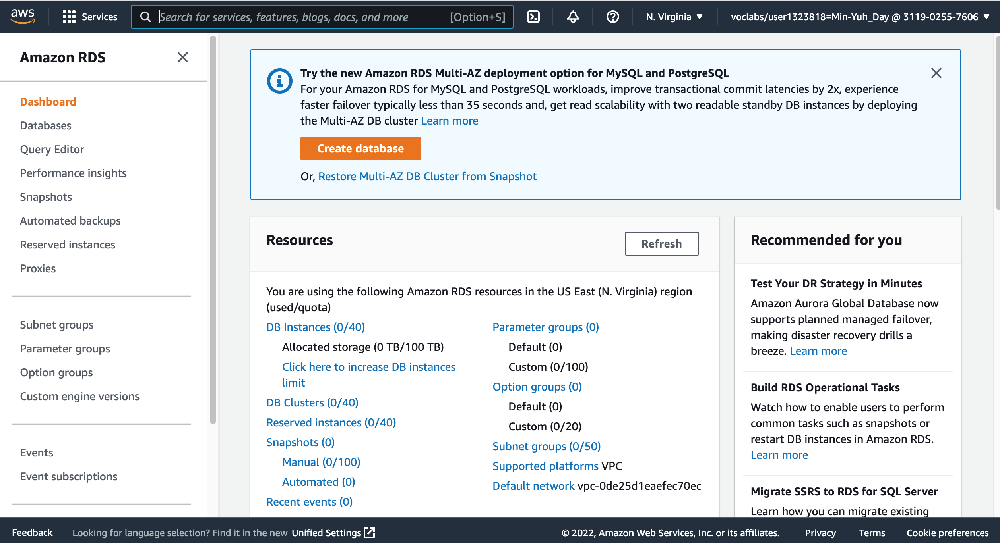 aws
Services
Search for services, features, blogs, docs, and more
[Option+S]
N. Virginia
voclabs/user1323818=Min-Yuh_Day @ 3119-0255-7606
Amazon RDS
Dashboard
Databases
Query Editor
Performance insights
Snapshots
Automated backups
Reserved instances
Proxies
Subnet groups
Parameter groups
Option groups
Custom engine versions
Events
Event subscriptions
Try the new Amazon RDS Multi-AZ deployment option for MySQL and PostgreSQL
For your Amazon RDS for MySQL and PostgreSQL workloads, improve transactional commit latencies by 2x, experience
faster failover typically less than 35 seconds and, get read scalability with two readable standby DB instances by deploying
the Multi-AZ DB cluster Learn more
Create database
Or, Restore Multi-AZ DB Cluster from Snapshot
Resources
Refresh
You are using the following Amazon RDS resources in the US East (N. Virginia) region
(used/quota)
DB Instances (0/40)
Allocated storage (0 TB/100 TB)
Click here to increase DB instances
limit
DB Clusters (0/40)
Reserved instances (0/40)
Snapshots (0)
Manual (0/100)
Automated (0)
Recent events (0)
Parameter groups (0)
Default (0)
Custom (0/100)
Option groups (0)
Default (0)
Custom (0/20)
Subnet groups (0/50)
Supported platforms VPC
Default network vpc-0de25d1eaefec70ec
Recommended for you
Test Your DR Strategy in Minutes
Amazon Aurora Global Database now
supports planned managed failover,
making disaster recovery drills a
breeze. Learn more
Build RDS Operational Tasks
Watch how to enable users to perform
common tasks such as snapshots or
restart DB instances in Amazon RDS.
Learn more
Migrate SSRS to RDS for SQL Server
Learn how you can migrate existing
Feedback
Looking for language selection? Find it in the new Unified Settings
© 2022, Amazon Web Services, Inc. or its affiliates.
Privacy
Terms
Cookie preferences